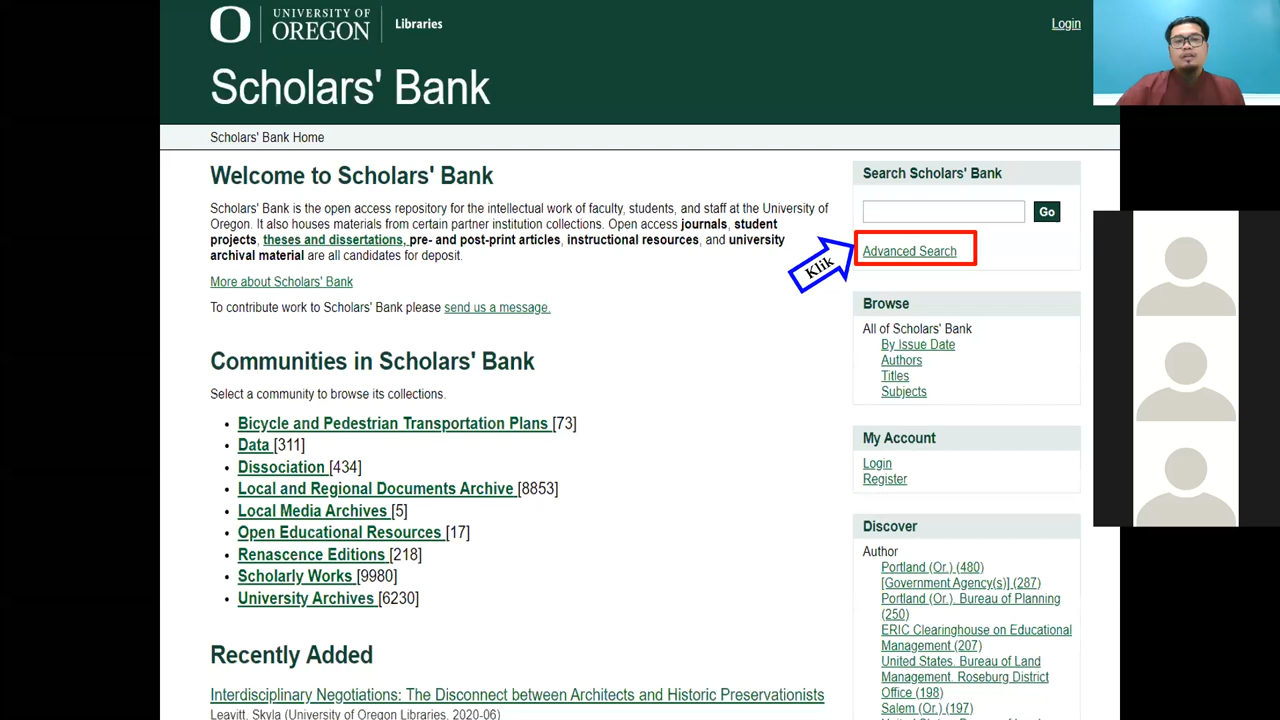 UNIVERSITY OF
OREGON
Libraries
Login
Scholars' Bank
Scholars' Bank Home
Welcome to Scholars' Bank
Scholars' Bank is the open access repository for the intellectual work of faculty, students, and staff at the University of
Oregon. It also houses materials from certain partner institution collections. Open access journals, student
projects, theses and dissertations, pre- and post-print articles, instructional resources, and university
archival material are all candidates for deposit.
More about Scholars' Bank
To contribute work to Scholars' Bank please send us a message.
Communities in Scholars' Bank
Select a community to browse its collections.
• Bicycle and Pedestrian Transportation Plans [73]
• Data [311]
• Dissociation [434]
• Local and Regional Documents Archive [8853]
• Local Media Archives [5]
• Open Educational Resources [17]
• Renascence Editions [218]
• Scholarly Works [9980]
• University Archives [6230]
Recently Added
Interdisciplinary Negotiations: The Disconnect between Architects and Historic Preservationists
Leavitt, Skyla (University of Oregon Libraries, 2020-06)
Search Scholars' Bank
Go
Klik
Advanced Search
Browse
All of Scholars' Bank
By Issue Date
Authors
Titles
Subjects
My Account
Login
Register
Discover
Author
Portland (Or.) (480)
[Government Agency(s)] (287)
Portland (Or.). Bureau of Planning
(250)
ERIC Clearinghouse on Educational
Management (207)
United States. Bureau of Land
Management. Roseburg District
Office (198)
Salem (Or.) (197)